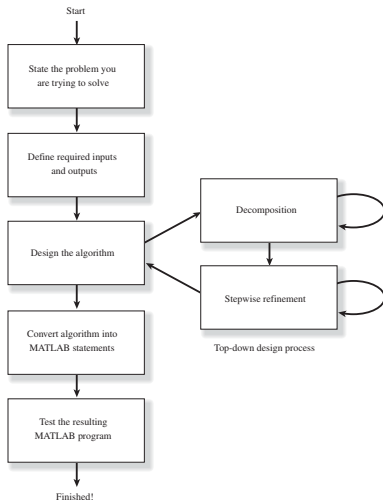 Start
State the problem you
are trying to solve
Define required inputs
and outputs
Design the algorithm
Decomposition
Stepwise refinement
Top-down design process
Convert algorithm into
MATLAB statements
Test the resulting
MATLAB program
Finished!